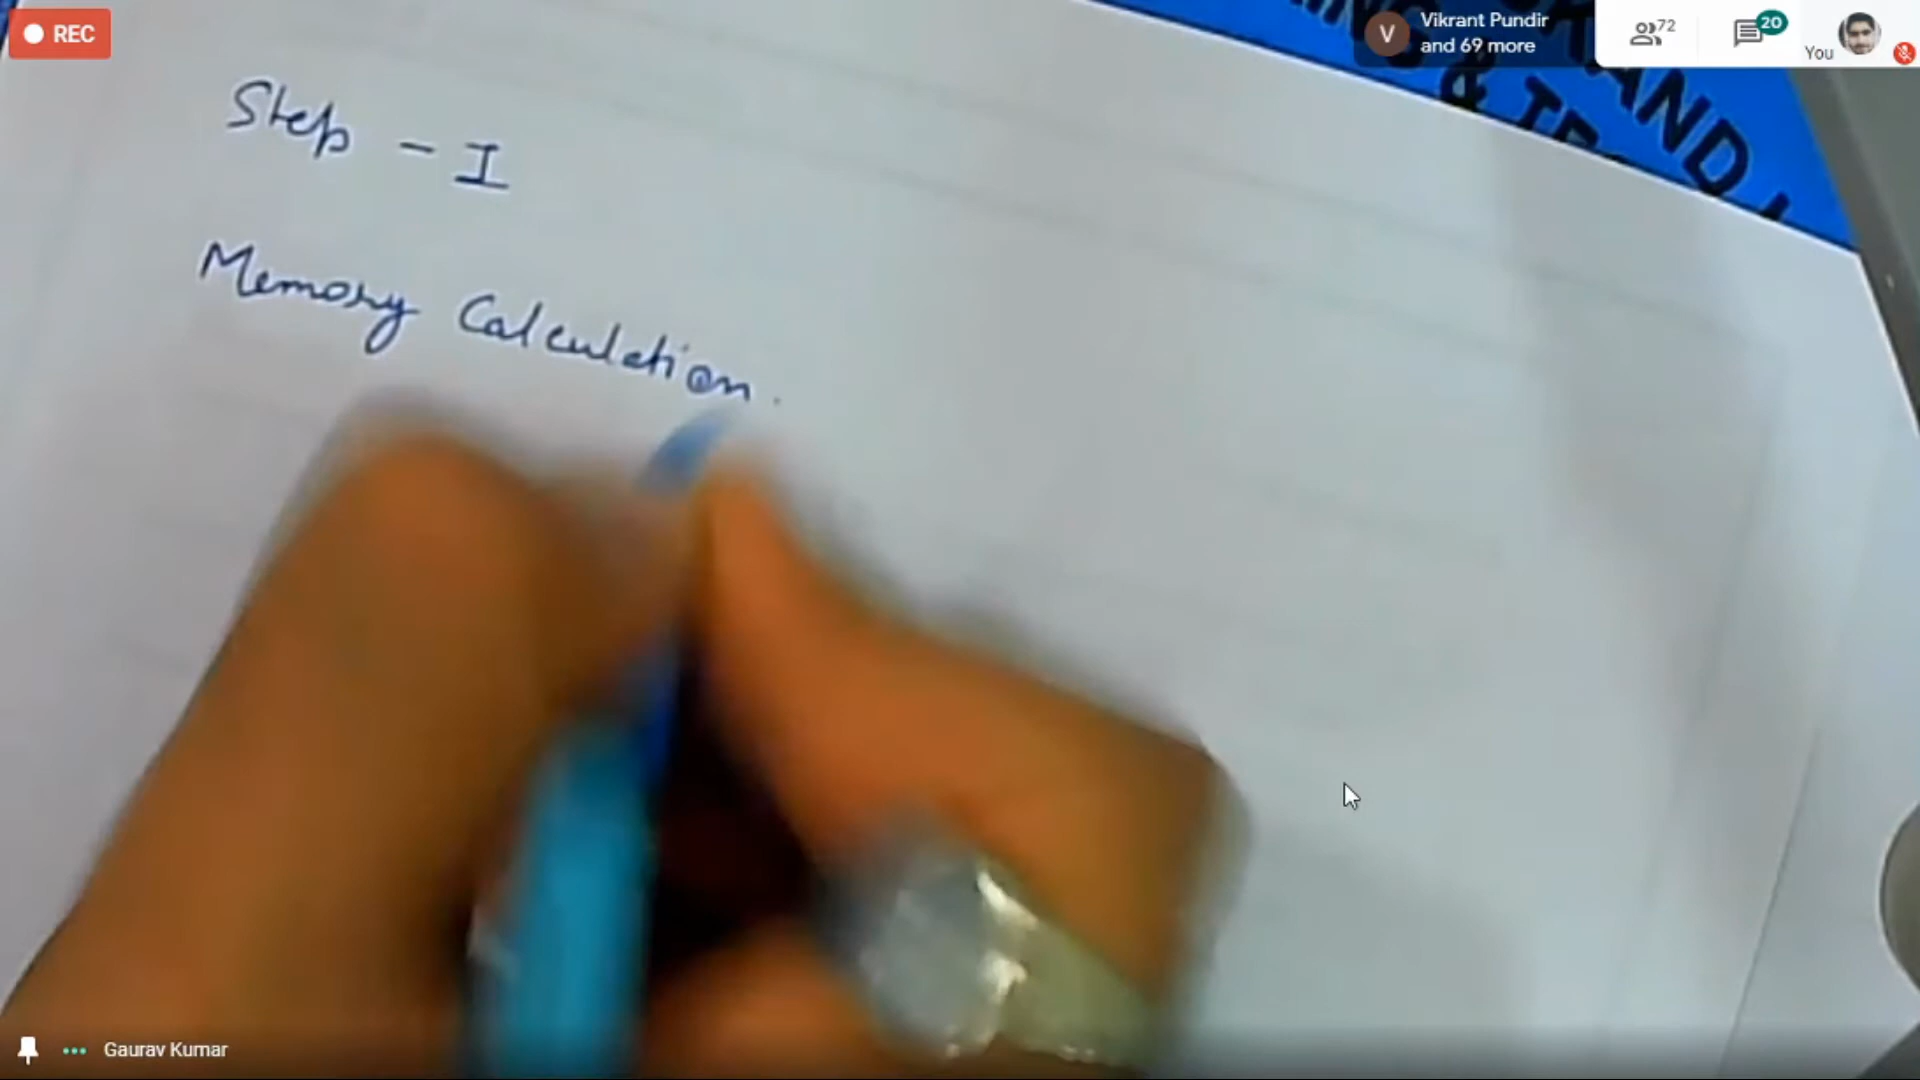 REC
Vikrant Pundir
and 69 more
72
20
V
You
Step - I
Memory Calculation.
Gaurav Kumar